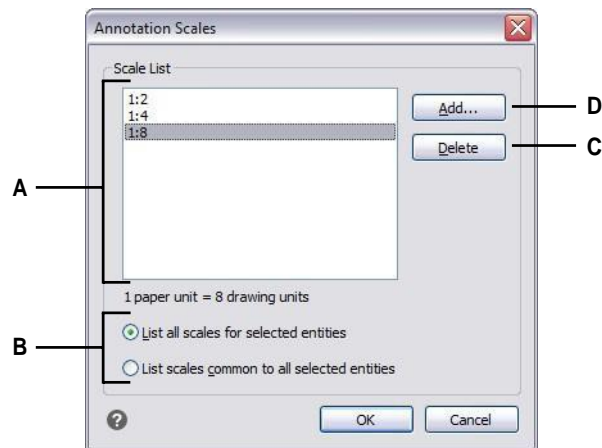 Annotation Scales
Scale List
1:2
1:4
1:8
Add...
D
Delete
C
A
1 paper unit = 8 drawing units
List all scales for selected entities
B
List scales common to all selected entities
?
OK
Cancel